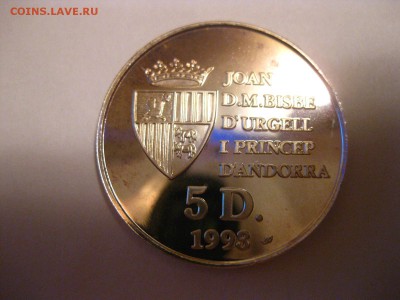 COINS.LAVE.RU
JOAN
D.M.BISBE
D'URGELL
I PRINCEP
D'ANDORRA
5 D.
1993